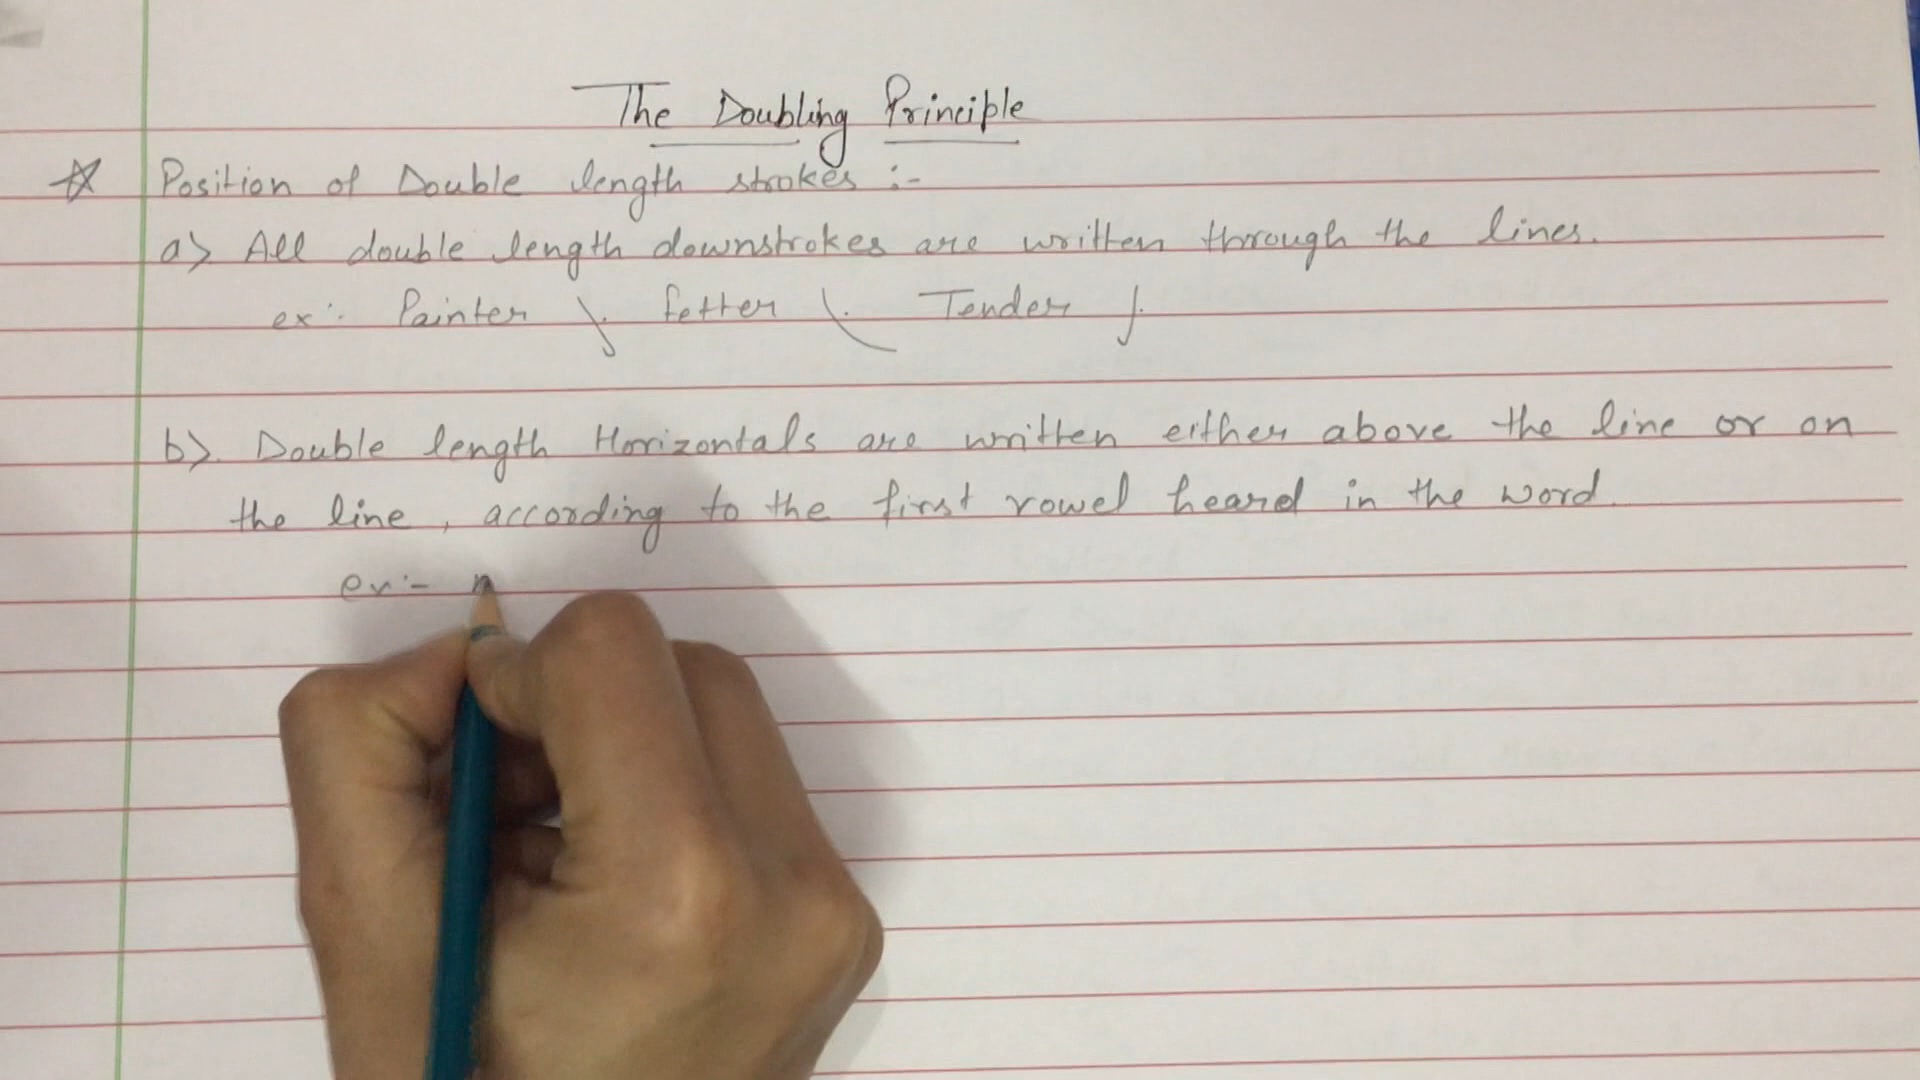 The Doubling Principle
☆ Position of Double length strokes :-
a) All double length downstrokes are written through the lines.
ex: Painter fetter Tender
b). Double length Horizontals are written either above the line or on
the line, according to the first vowel heard in the word.
ex:-